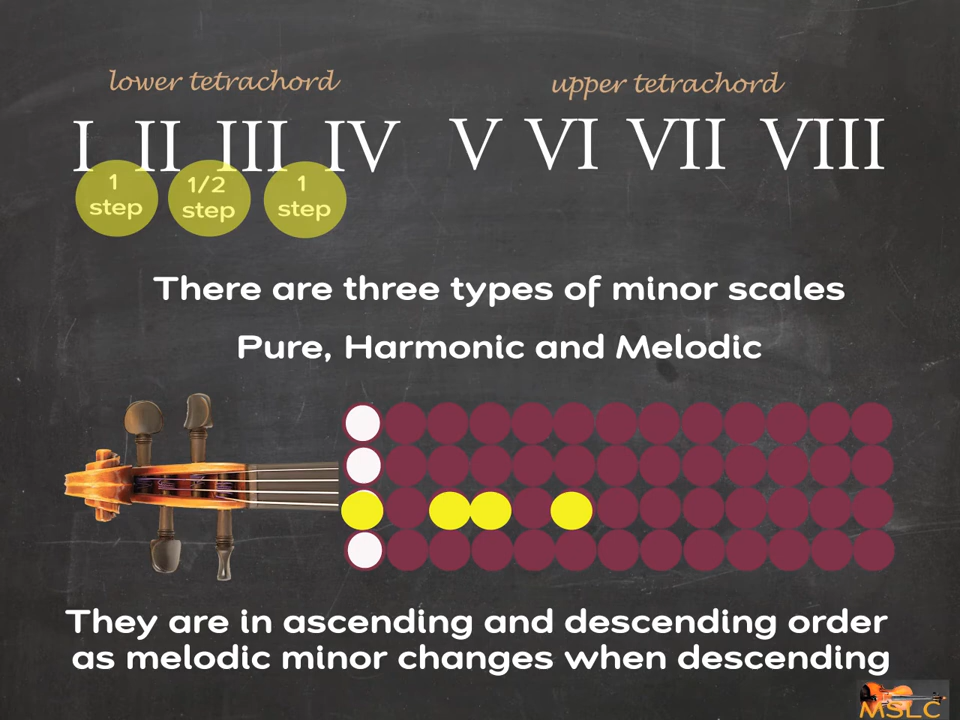 lower tetrachord upper tetrachord
I II III IV V VI VII VIII
1 step 1/2 step 1 step
There are three types of minor scales
Pure, Harmonic and Melodic
They are in ascending and descending order
as melodic minor changes when descending
MSLC